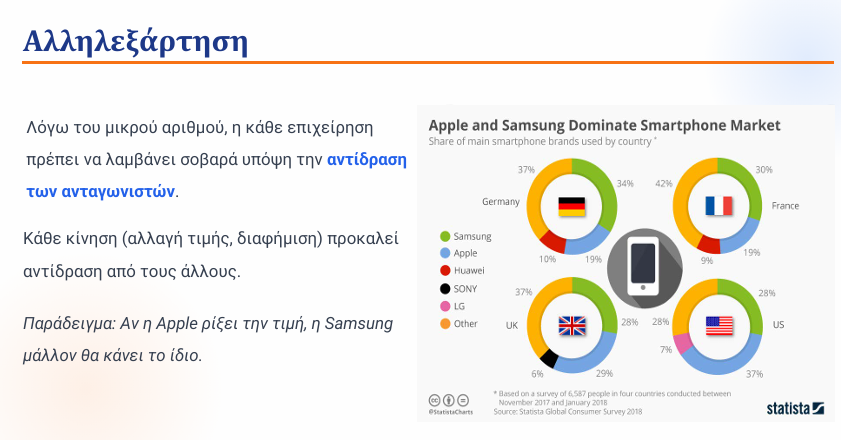 Αλληλεξάρτηση
Λόγω του μικρού αριθμού, η κάθε επιχείρηση
πρέπει να λαμβάνει σοβαρά υπόψη την αντίδραση
των ανταγωνιστών.
Κάθε κίνηση (αλλαγή τιμής, διαφήμιση) προκαλεί
αντίδραση από τους άλλους.
Παράδειγμα: Αν η Apple ρίξει την τιμή, η Samsung
μάλλον θα κάνει το ίδιο.
Apple and Samsung Dominate Smartphone Market
Share of main smartphone brands used by country *
37%
34%
Germany
10%
19%
42%
30%
France
9%
19%
Samsung
Apple
Huawei
SONY
LG
Other
37%
UK
28%
6%
29%
28%
28%
US
7%
37%
* Based on a survey of 6,587 people in four countries conducted between
November 2017 and January 2018
Source: Statista Global Consumer Survey 2018
@StatistaCharts
statista